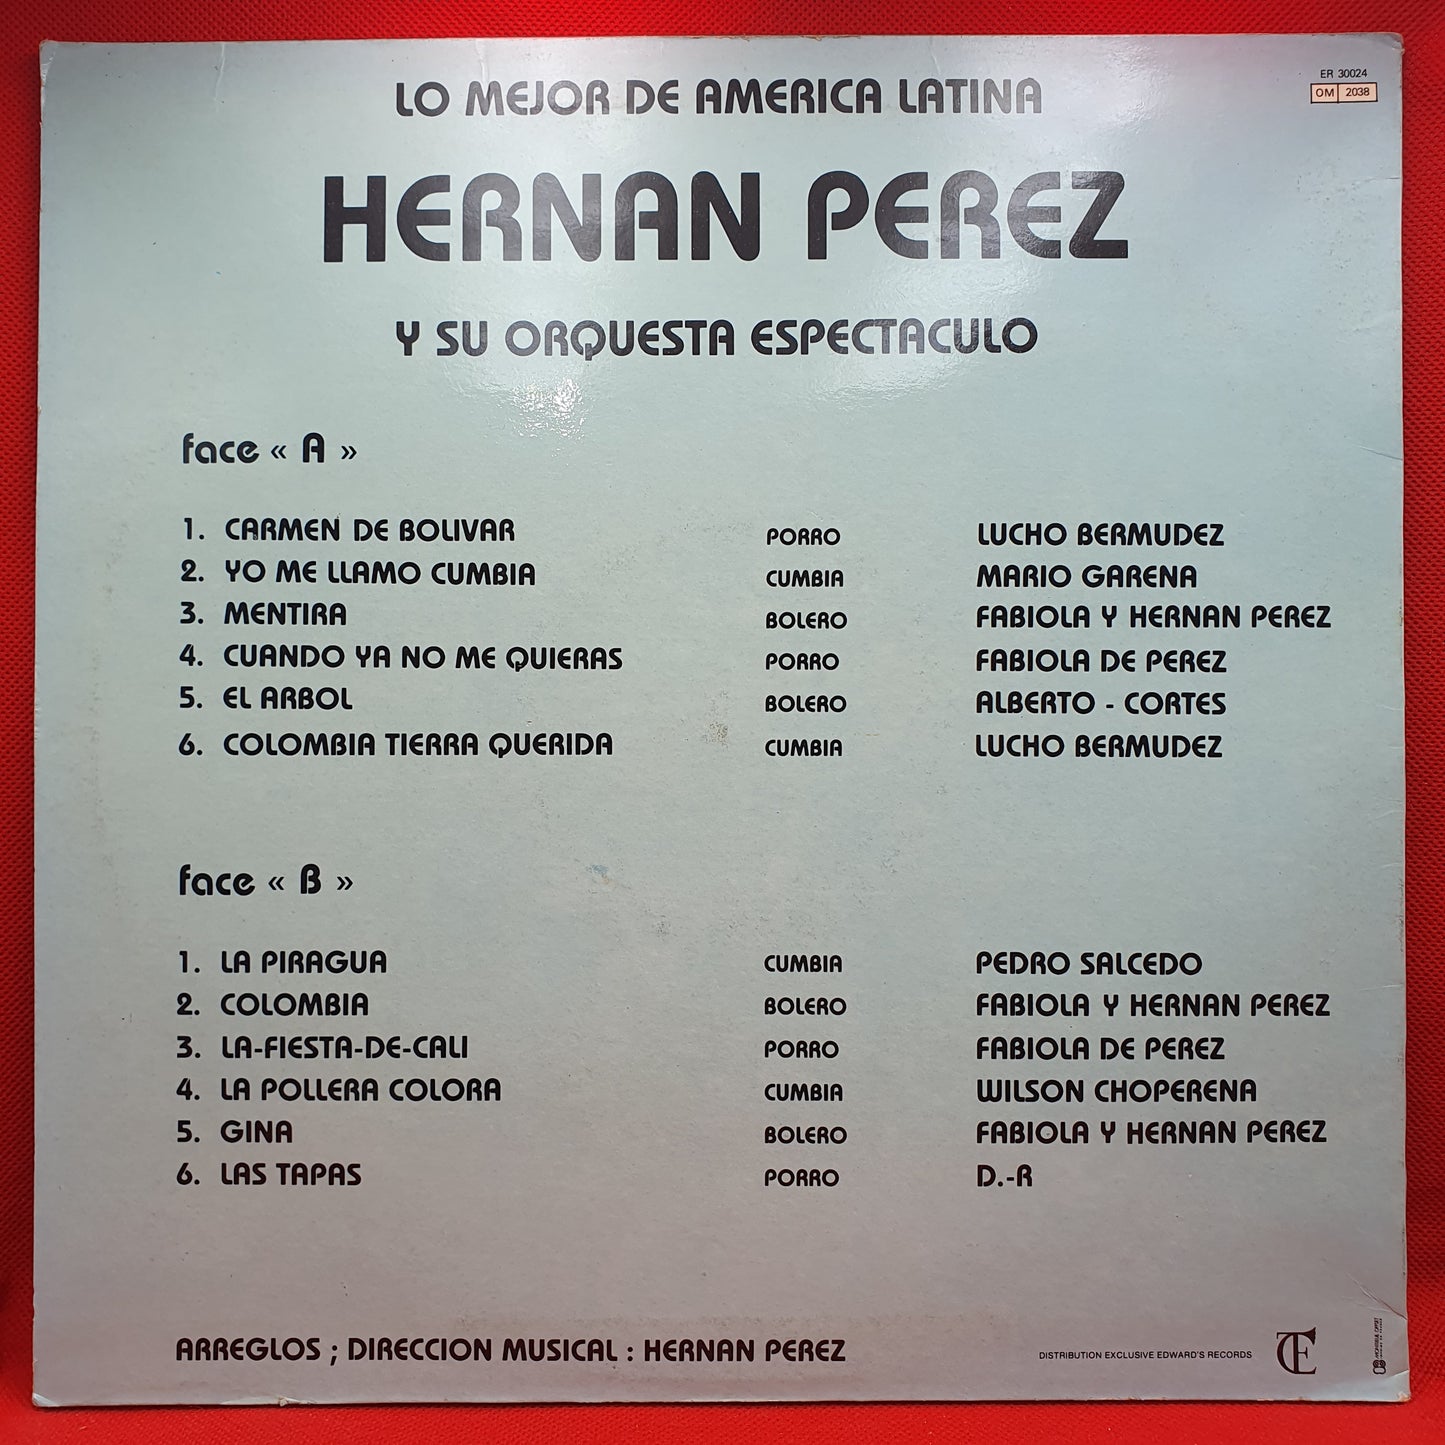 LO MEJOR DE AMERICA LATINA
ER 30024
OM 2038
HERNAN PEREZ
Y SU ORQUESTA ESPECTACULO
face « A »
1. CARMEN DE BOLIVAR PORRO LUCHO BERMUDEZ
2. YO ME LLAMO CUMBIA CUMBIA MARIO GARENA
3. MENTIRA BOLERO FABIOLA Y HERNAN PEREZ
4. CUANDO YA NO ME QUIERAS PORRO FABIOLA DE PEREZ
5. EL ARBOL BOLERO ALBERTO - CORTES
6. COLOMBIA TIERRA QUERIDA CUMBIA LUCHO BERMUDEZ
face « B »
1. LA PIRAGUA CUMBIA PEDRO SALCEDO
2. COLOMBIA BOLERO FABIOLA Y HERNAN PEREZ
3. LA-FIESTA-DE-CALI PORRO FABIOLA DE PEREZ
4. LA POLLERA COLORA CUMBIA WILSON CHOPERENA
5. GINA BOLERO FABIOLA Y HERNAN PEREZ
6. LAS TAPAS PORRO D.-R
ARREGLOS ; DIRECCION MUSICAL : HERNAN PEREZ
DISTRIBUTION EXCLUSIVE EDWARD'S RECORDS